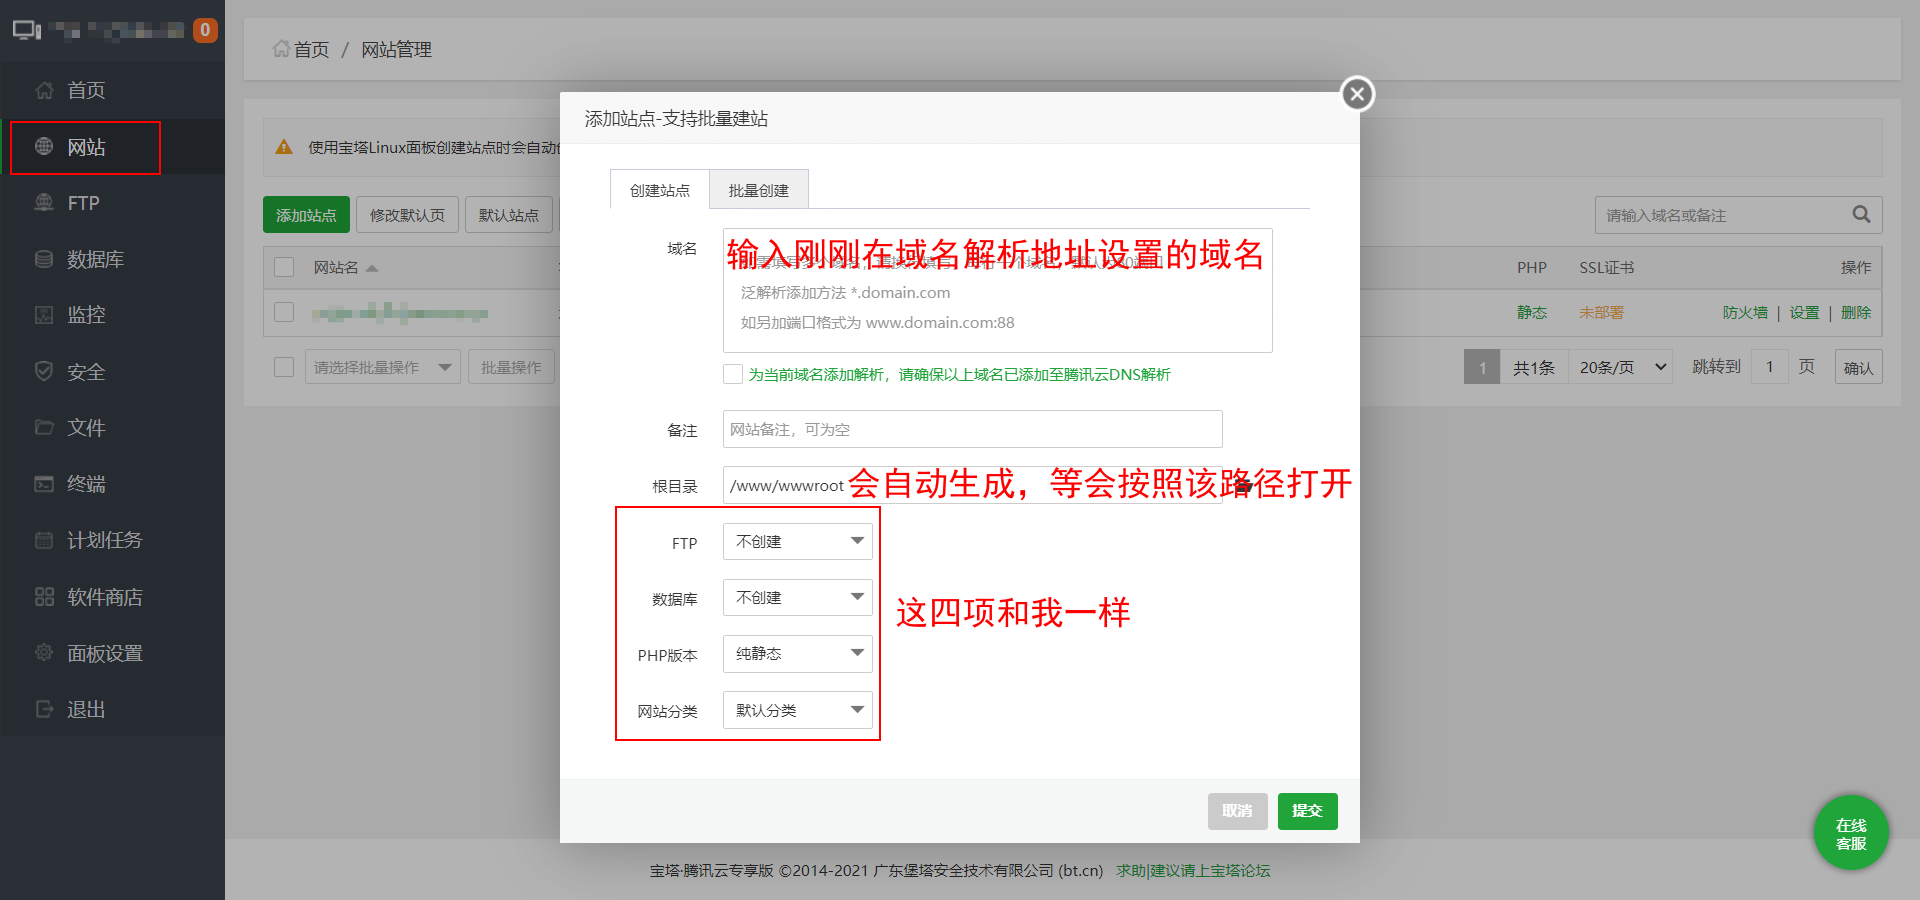 0
首页
网站
FTP
数据库
监控
安全
文件
终端
计划任务
软件商店
面板设置
退出
首页 / 网站管理
使用宝塔Linux面板创建站点时会自动
添加站点
修改默认页
默认站点
请输入域名或备注
网站名
PHP
SSL证书
操作
静态
未部署
防火墙 | 设置 | 删除
请选择批量操作
批量操作
1
共1条
20条/页
跳转到
1
页
确认
添加站点-支持批量建站
创建站点
批量创建
域名
输入刚刚在域名解析地址设置的域名
泛解析添加方法 *.domain.com
如另加端口格式为 www.domain.com:88
为当前域名添加解析，请确保以上域名已添加至腾讯云DNS解析
备注
网站备注，可为空
根目录
/www/wwwroot
会自动生成，等会按照该路径打开
FTP
不创建
数据库
不创建
这四项和我一样
PHP版本
纯静态
网站分类
默认分类
取消
提交
在线
客服
宝塔·腾讯云专享版 ©2014-2021 广东堡塔安全技术有限公司 (bt.cn) 求助|建议请上宝塔论坛